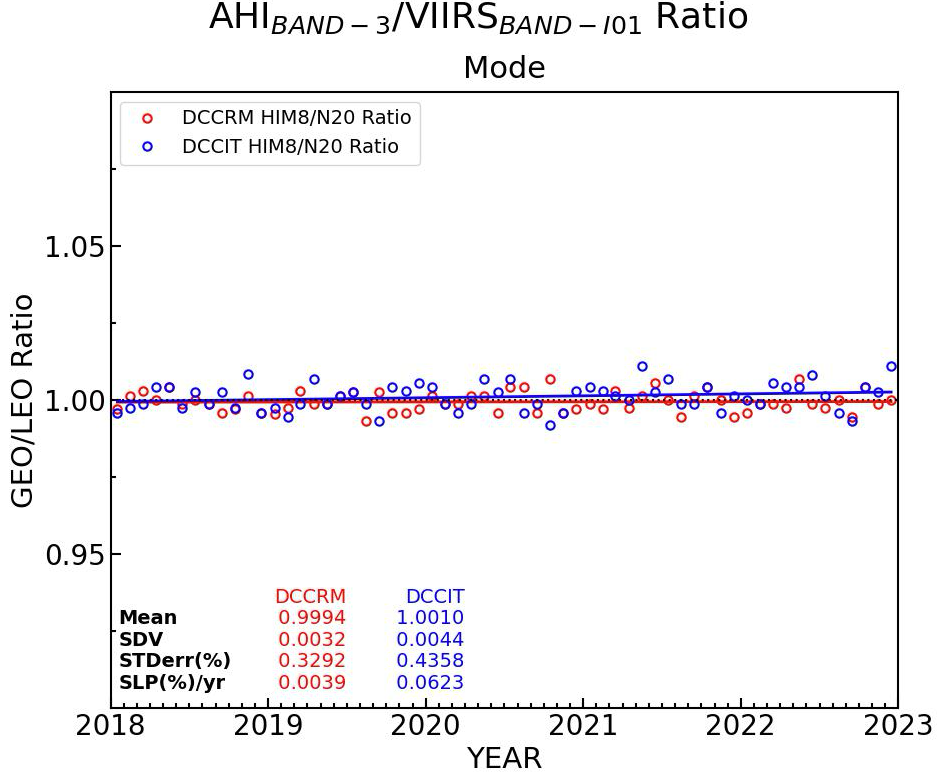 AHI BAND − 3/VIIRS BAND − I01 Ratio
Mode
DCCRM HIM8/N20 Ratio
DCCIT HIM8/N20 Ratio
1.05
1.00
0.95
GEO/LEO Ratio
DCCRM DCCIT
Mean 0.9994 1.0010
SDV 0.0032 0.0044
STDerr(%) 0.3292 0.4358
SLP(%)/yr 0.0039 0.0623
2018 2019 2020 2021 2022 2023
YEAR